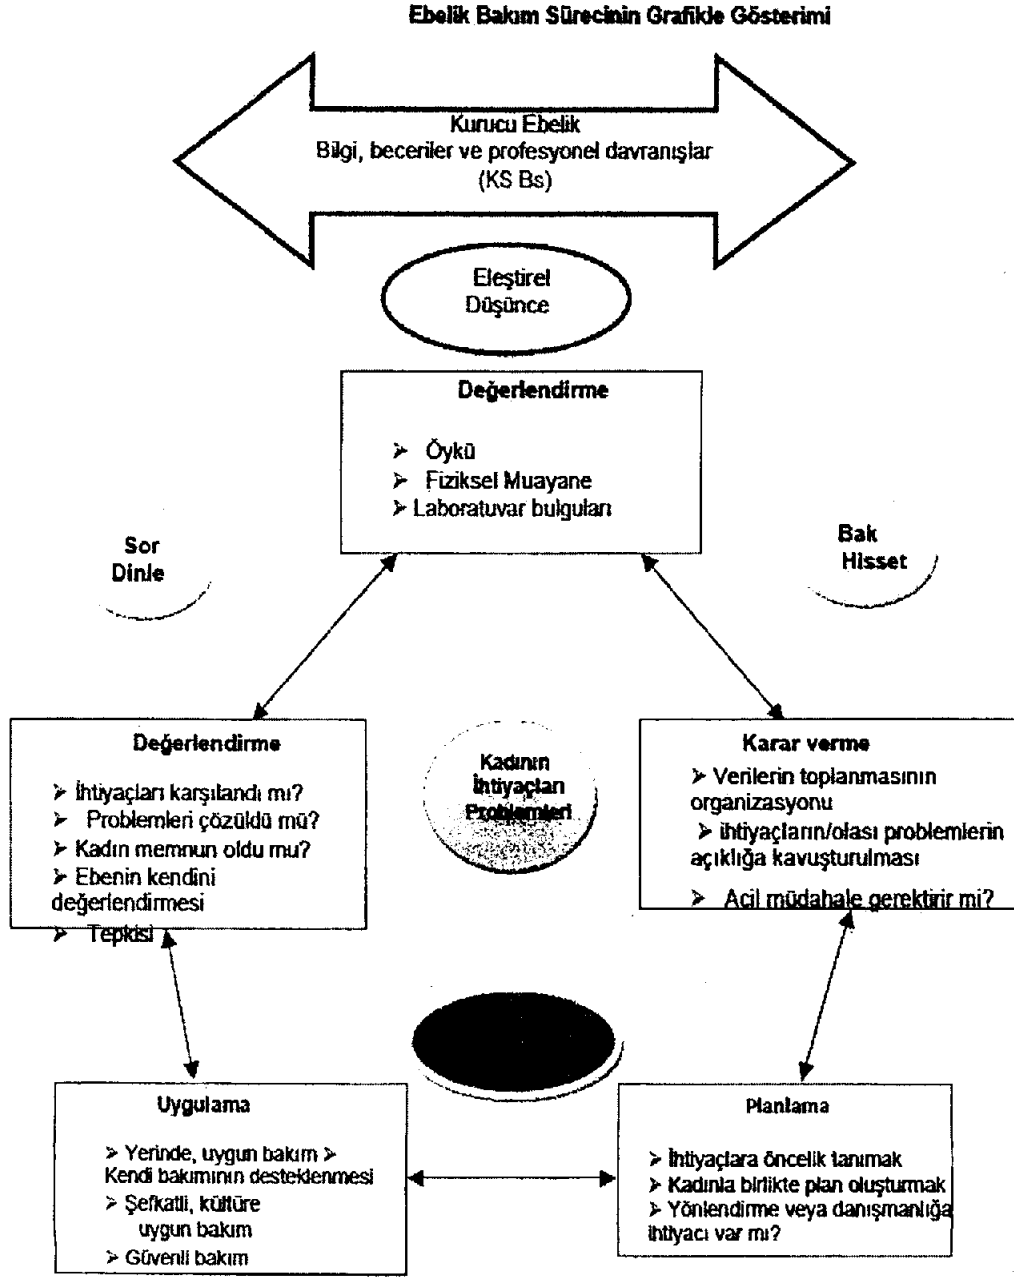 Ebelik Bakım Sürecinin Grafikle Gösterimi
Kurucu Ebelik
Bilgi, beceriler ve profesyonel davranışlar
(KS Bs)
Eleştirel
Düşünce
Değerlendirme
➢ Öykü
➢ Fiziksel Muayane
➢ Laboratuvar bulguları
Sor
Dinle
Bak
Hisset
Değerlendirme
➢ İhtiyaçları karşılandı mı?
➢ Problemleri çözüldü mü?
➢ Kadın memnun oldu mu?
➢ Ebenin kendini
değerlendirmesi
➢ Tepkisi
Kadının
İhtiyaçları
Problemleri
Karar verme
➢ Verilerin toplanmasının
organizasyonu
➢ ihtiyaçların/olası problemlerin
açıklığa kavuşturulması
➢ Acil müdahale gerektirir mi?
Uygulama
➢ Yerinde, uygun bakım ➢
Kendi bakımının desteklenmesi
➢ Şefkatli, kültüre
uygun bakım
➢ Güvenli bakım
Planlama
➢ İhtiyaçlara öncelik tanımak
➢ Kadınla birlikte plan oluşturmak
➢ Yönlendirme veya danışmanlığa
ihtiyacı var mı?